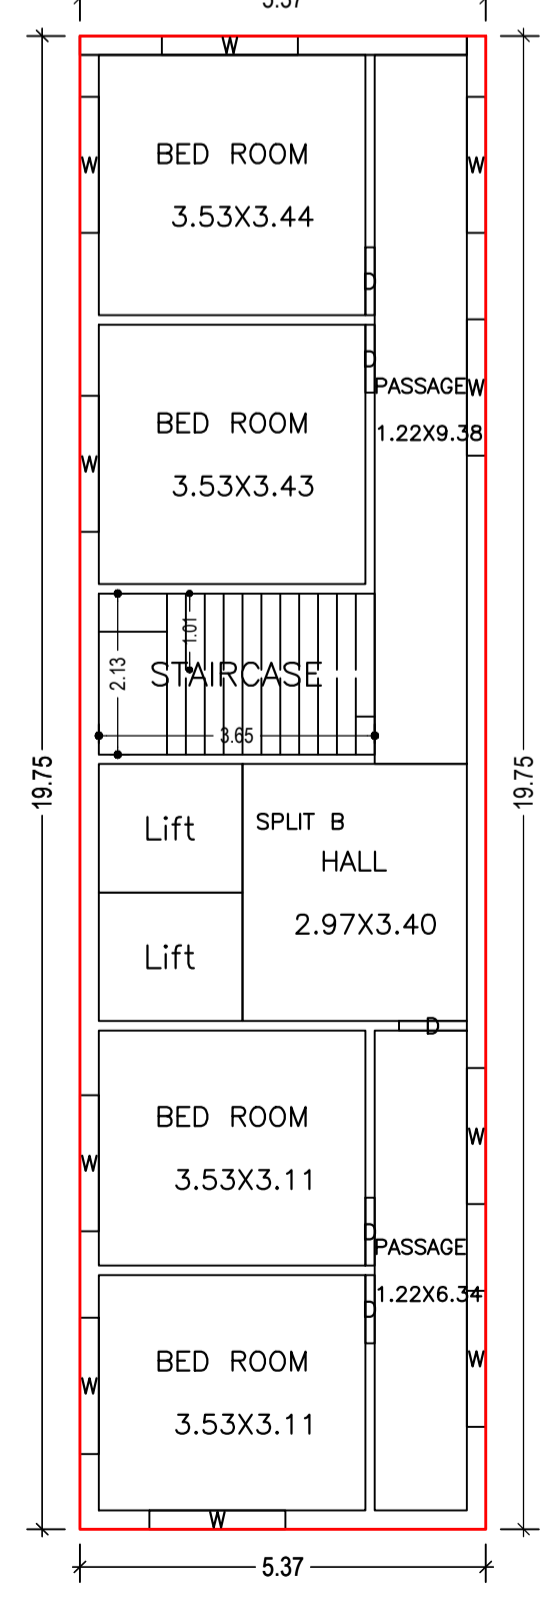 5.37
W
W
BED ROOM
W
3.53X3.44
D
D
PASSAGE
W
1.22X9.38
BED ROOM
W
3.53X3.43
1.01
2.13
STAIRCASE
3.65
19.75
19.75
Lift
SPLIT B
HALL
2.97X3.40
Lift
D
BED ROOM
W
W
3.53X3.11
D
PASSAGE
1.22X6.34
D
BED ROOM
W
W
3.53X3.11
W
5.37